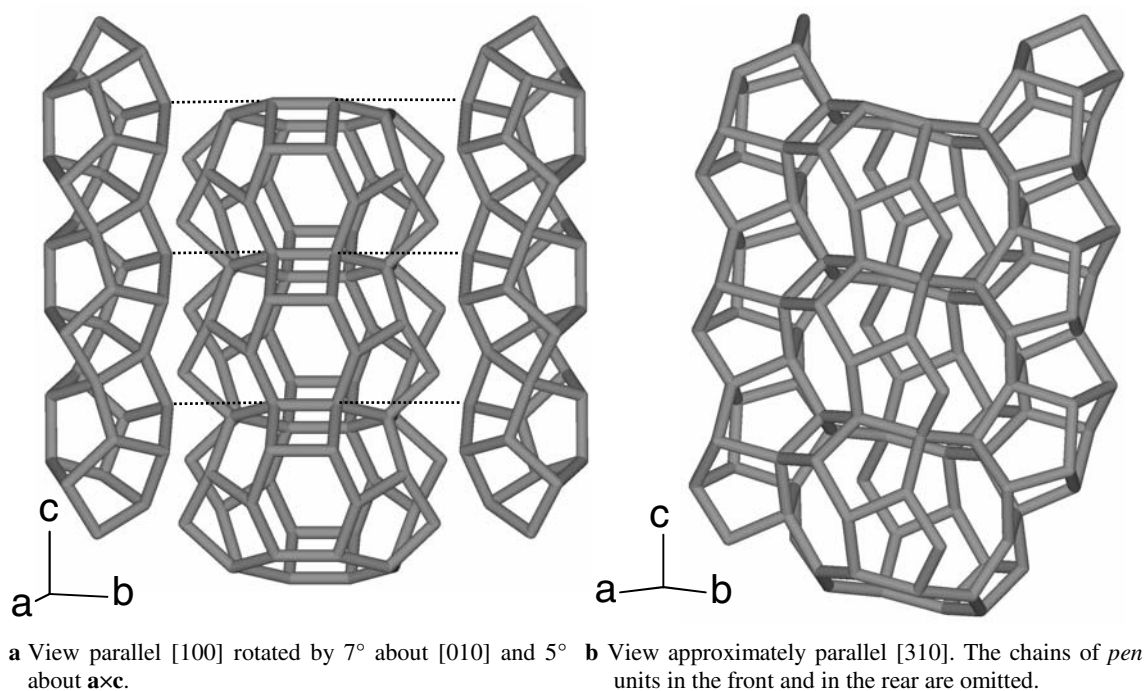 c
a
b
c
a
b
a View parallel [100] rotated by 7° about [010] and 5°
about a×c.
b View approximately parallel [310]. The chains of pen
units in the front and in the rear are omitted.